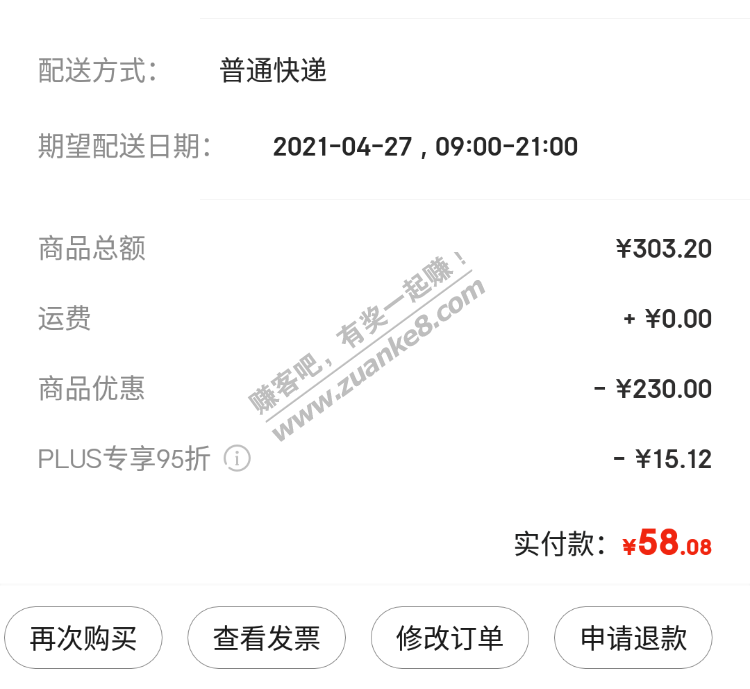 配送方式： 普通快递
期望配送日期： 2021-04-27 , 09:00-21:00
商品总额 ¥303.20
运费 + ¥0.00
商品优惠 - ¥230.00
PLUS专享95折 - ¥15.12
实付款： ¥58.08
赚客吧，有奖一起赚！
www.zuanke8.com
再次购买 查看发票 修改订单 申请退款